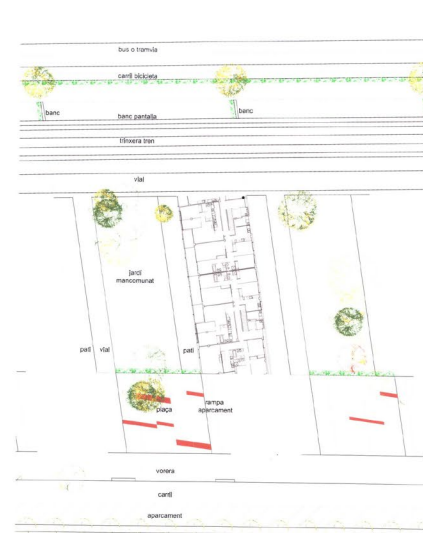 bus o tramvia
carril bicicleta
banc
banc
banc pantalla
trinxera tren
vial
jardi
mancomunat
pati
vial
pati
rampa
aparcament
plaça
vorera
carril
aparcament